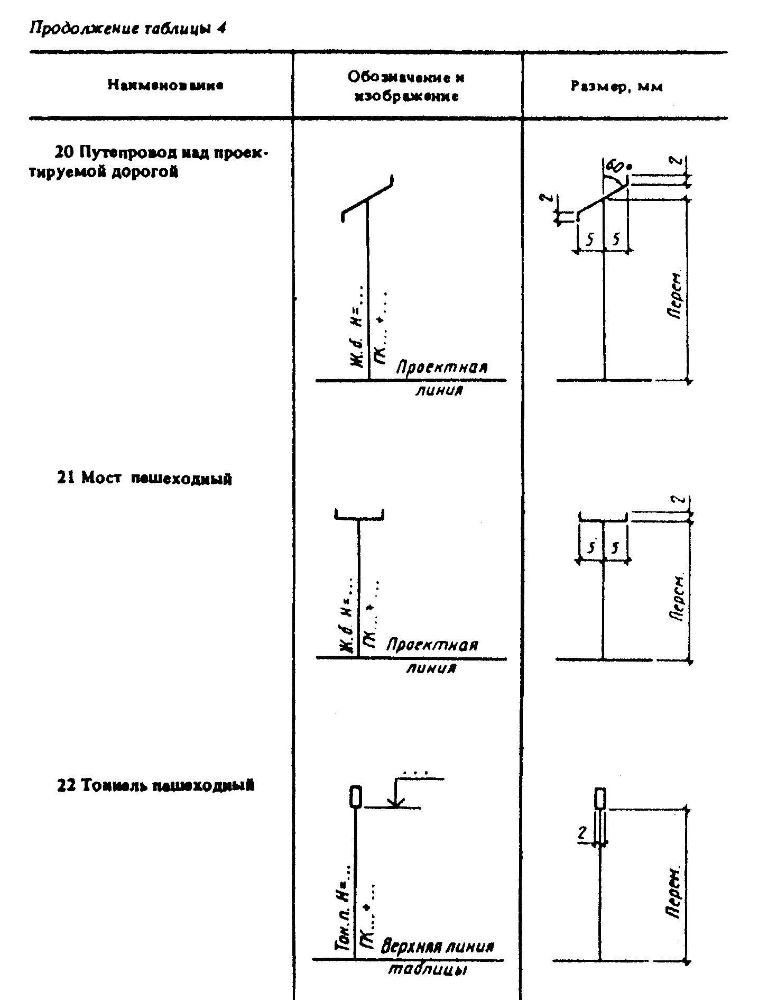 Продолжение таблицы 4
Наименование
Обозначение и
изображение
Размер, мм
20 Путепровод над проек-
тируемой дорогой
Ж.б. Н=...
ПК...+...
Проектная
линия
60°
2
2
5
5
Перем.
21 Мост пешеходный
Ж.б. Н=...
ПК...+...
Проектная
линия
2
5
5
Перем.
22 Тоннель пешеходный
...
Тон.п. Н=...
ПК...+...
Верхняя линия
таблицы
2
Перем.